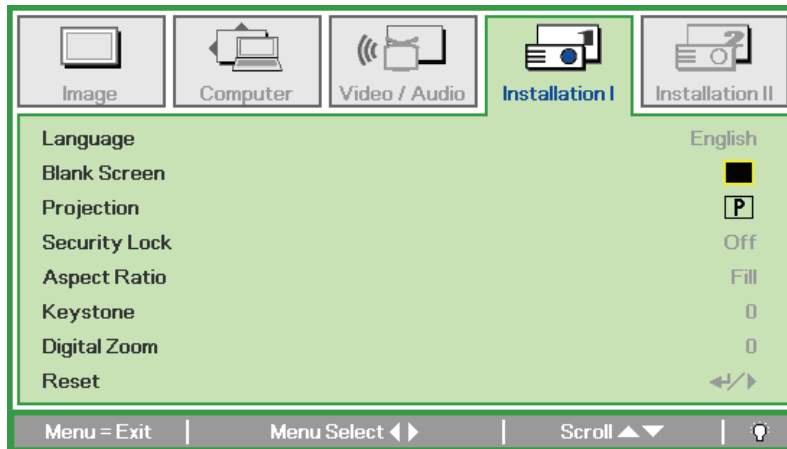 Image Computer Video / Audio Installation I Installation II
Language English
Blank Screen
Projection P
Security Lock Off
Aspect Ratio Fill
Keystone 0
Digital Zoom 0
Reset
Menu = Exit Menu Select Scroll